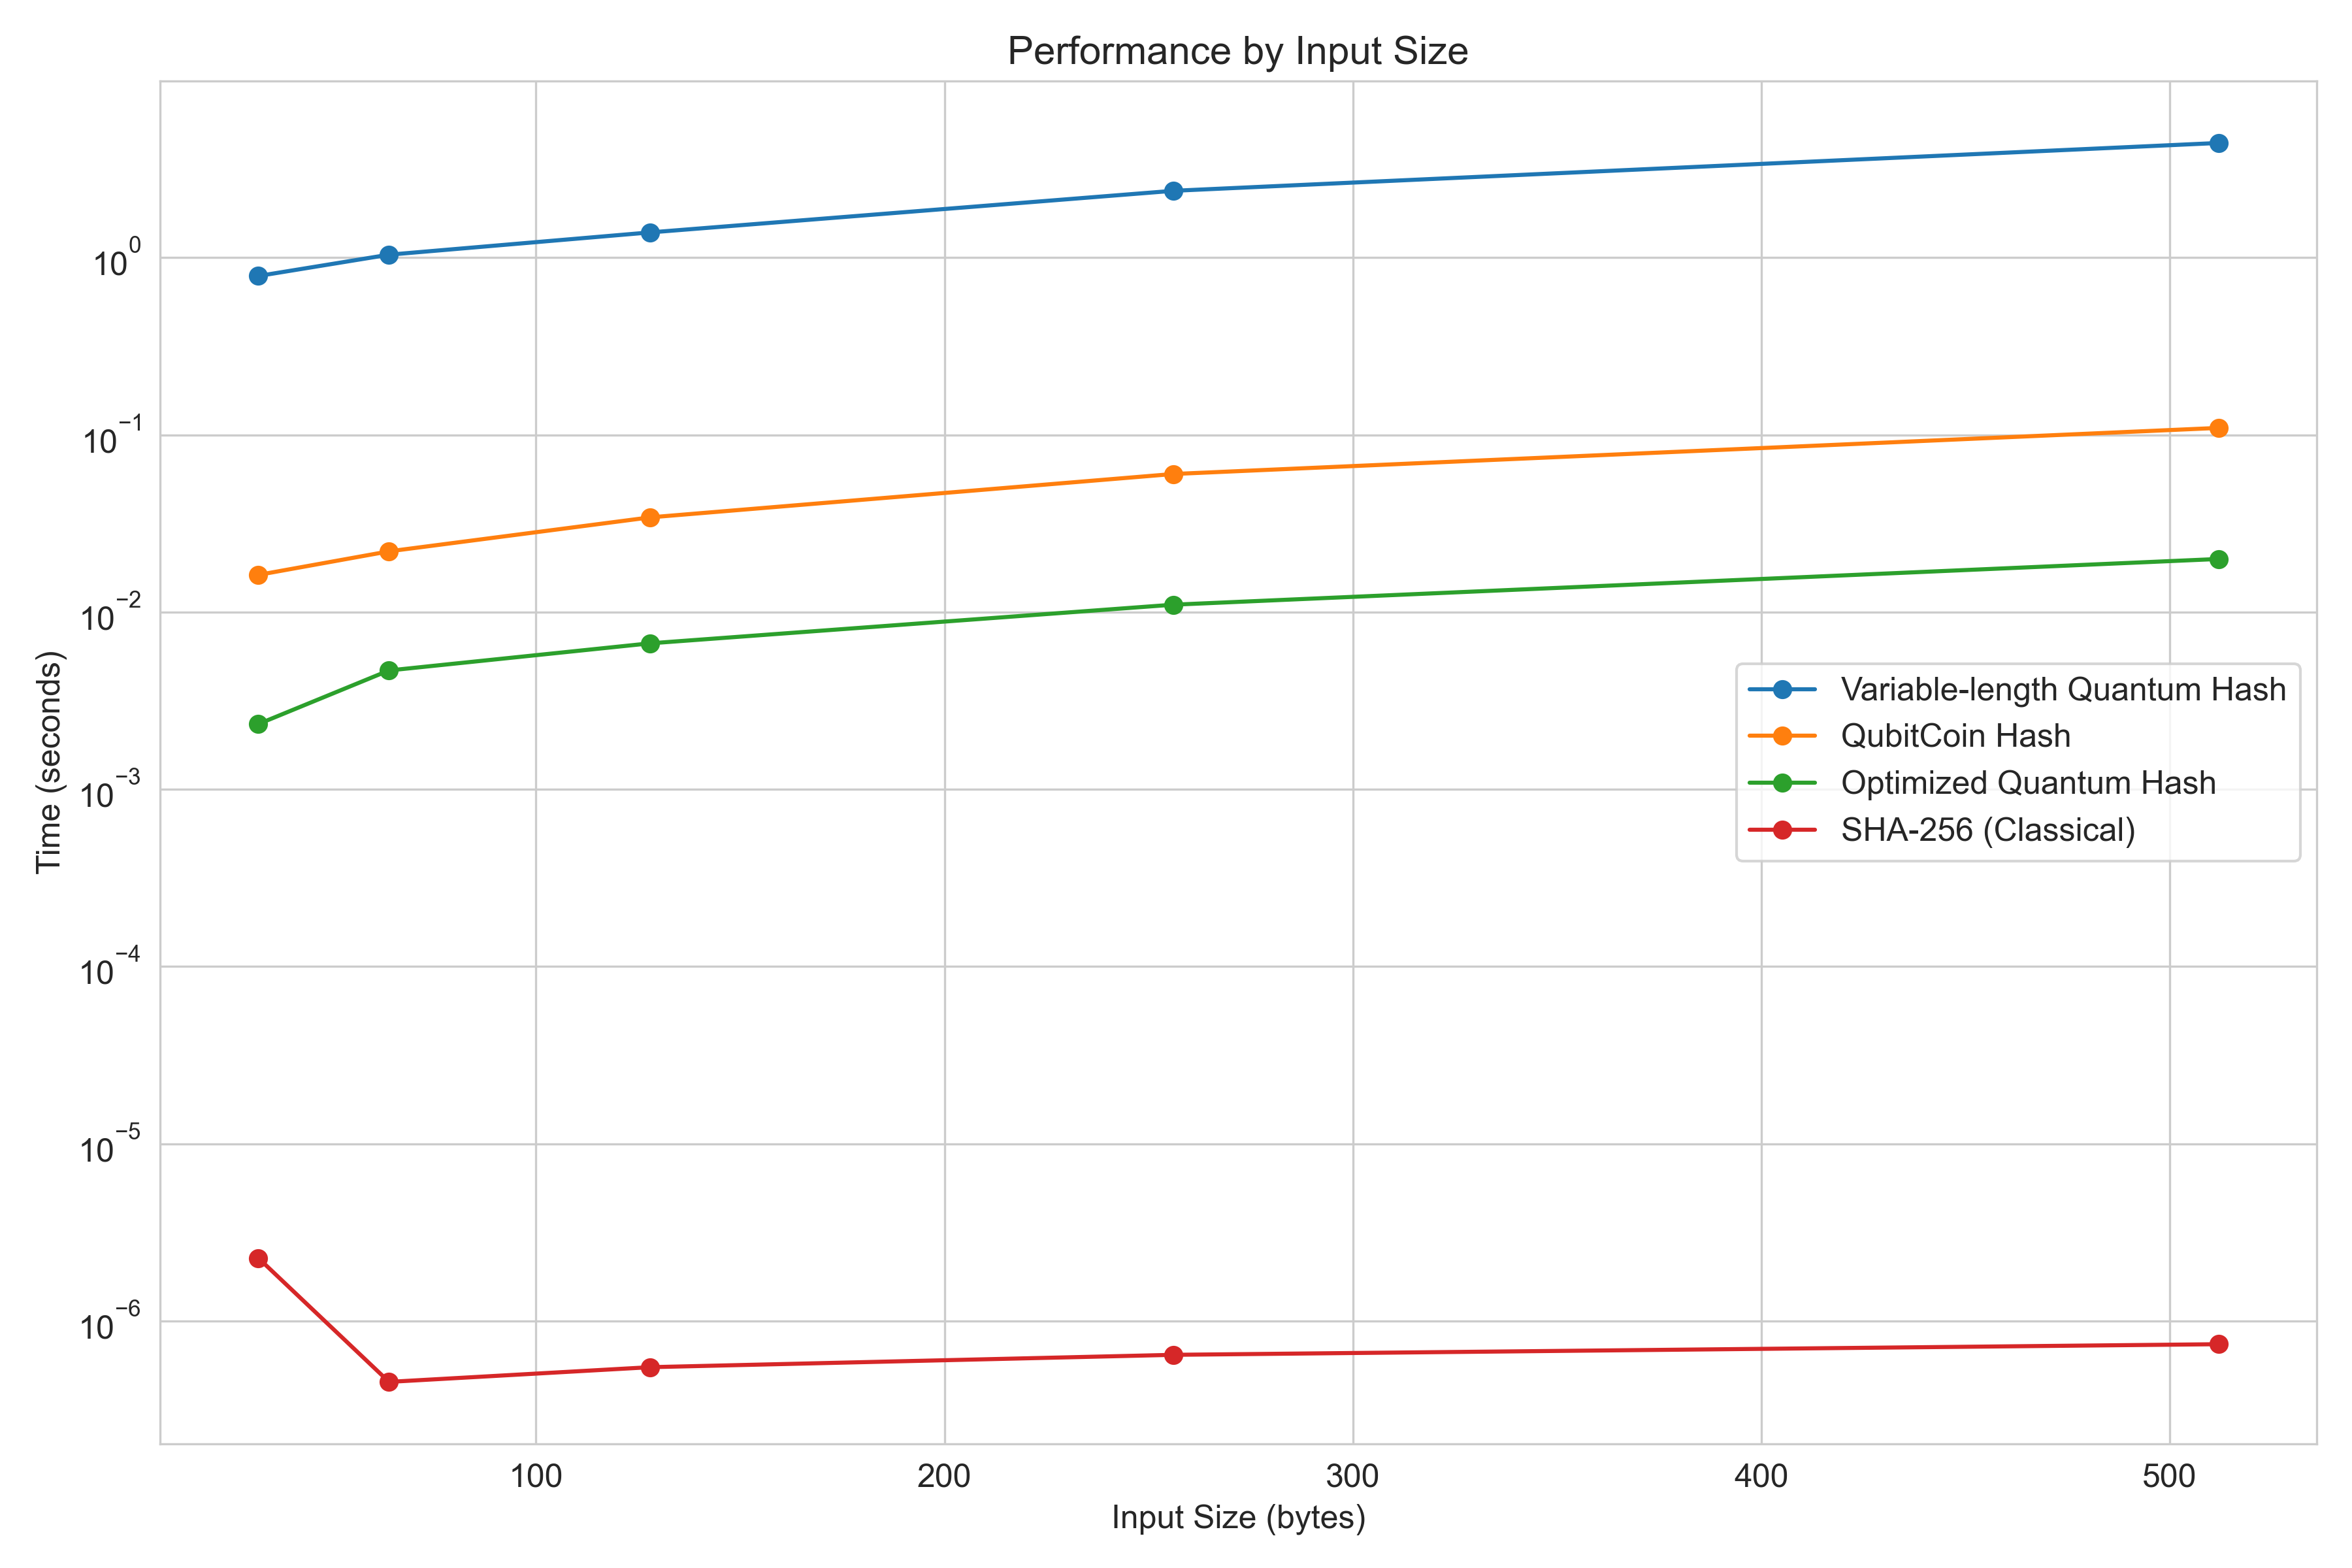 Performance by Input Size
10^0
10^−1
10^−2
10^−3
10^−4
10^−5
10^−6
Time (seconds)
Variable-length Quantum Hash
QubitCoin Hash
Optimized Quantum Hash
SHA-256 (Classical)
100 200 300 400 500
Input Size (bytes)